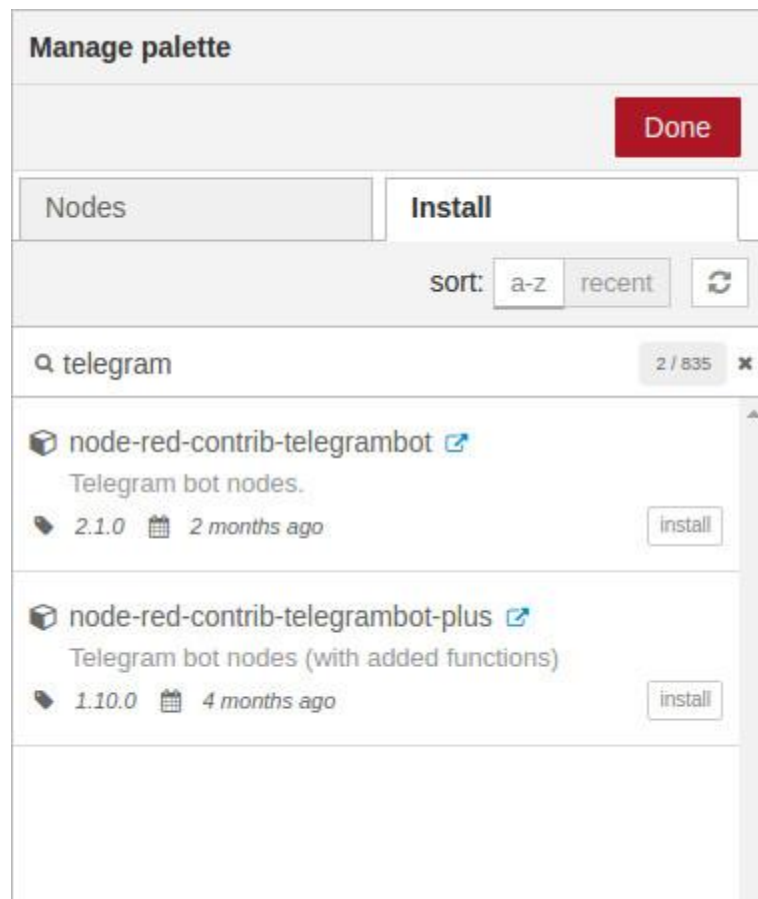 Manage palette
Done
Nodes Install
sort: a-z recent
telegram 2 / 835
node-red-contrib-telegrambot
Telegram bot nodes.
2.1.0 2 months ago install
node-red-contrib-telegrambot-plus
Telegram bot nodes (with added functions)
1.10.0 4 months ago install